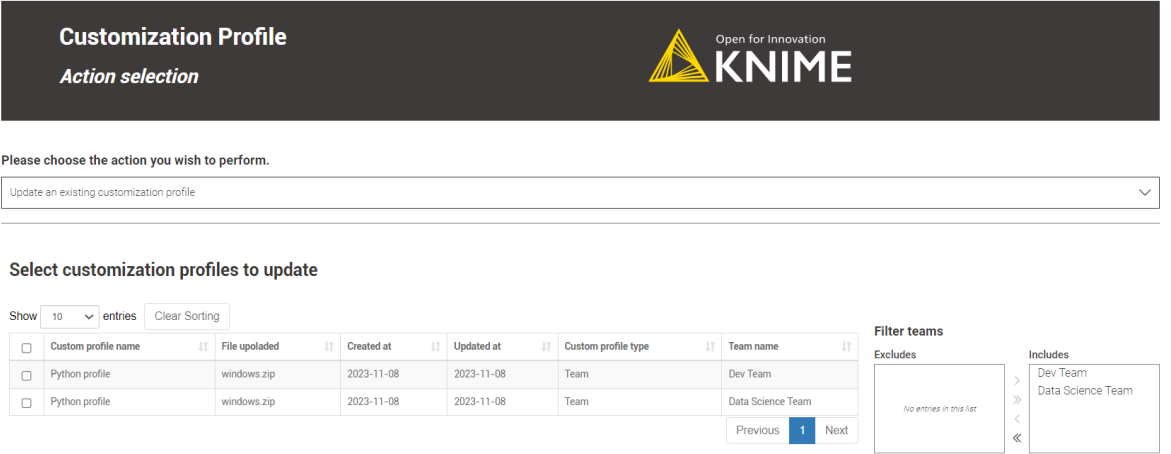 Customization Profile
Action selection
Open for Innovation
KNIME
Please choose the action you wish to perform.
Update an existing customization profile
Select customization profiles to update
Show 10 entries Clear Sorting
Custom profile name File upoladed Created at Updated at Custom profile type Team name
Python profile windows.zip 2023-11-08 2023-11-08 Team Dev Team
Python profile windows.zip 2023-11-08 2023-11-08 Team Data Science Team
Previous 1 Next
Filter teams
Excludes
No entries in this list
Includes
Dev Team
Data Science Team